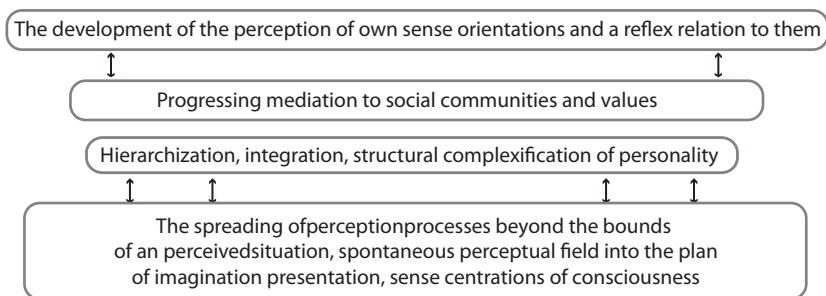 The development of the perception of own sense orientations and a reflex relation to them
Progressing mediation to social communities and values
Hierarchization, integration, structural complexification of personality
The spreading ofperceptionprocesses beyond the bounds
of an perceivedsituation, spontaneous perceptual field into the plan
of imagination presentation, sense centrations of consciousness